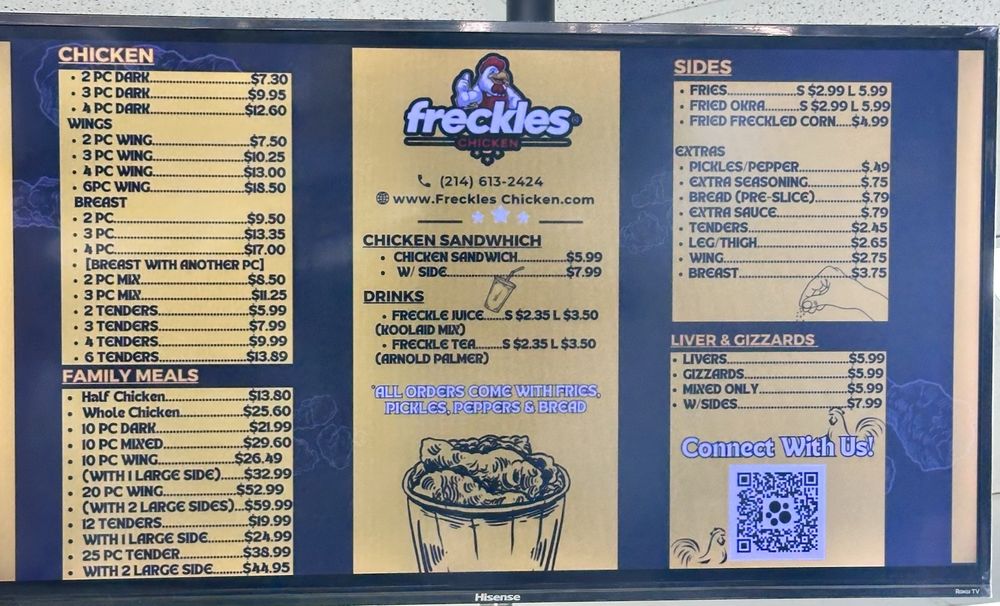 CHICKEN
• 2 PC DARK..........$7.30
• 3 PC DARK..........$9.95
• 4 PC DARK..........$12.60
WINGS
• 2 PC WING..........$7.50
• 3 PC WING..........$10.25
• 4 PC WING..........$13.00
• 6PC WING..........$18.50
BREAST
• 2 PC..........$9.50
• 3 PC..........$13.35
• 4 PC..........$17.00
• [BREAST WITH ANOTHER PC]
• 2 PC MIX..........$8.50
• 3 PC MIX..........$11.25
• 2 TENDERS..........$5.99
• 3 TENDERS..........$7.99
• 4 TENDERS..........$9.99
• 6 TENDERS..........$13.89
FAMILY MEALS
• Half Chicken..........$13.80
• Whole Chicken..........$25.60
• 10 PC DARK..........$21.99
• 10 PC MIXED..........$29.60
• 10 PC WING..........$26.49
• (WITH 1 LARGE SIDE)..........$32.99
• 20 PC WING..........$52.99
• (WITH 2 LARGE SIDES)...$59.99
• 12 TENDERS..........$19.99
• WITH 1 LARGE SIDE..........$24.99
• 25 PC TENDER..........$38.99
• WITH 2 LARGE SIDE.......$44.95
freckles
CHICKEN
(214) 613-2424
www.Freckles Chicken.com
CHICKEN SANDWHICH
• CHICKEN SANDWICH..........$5.99
• W/ SIDE..........$7.99
DRINKS
• FRECKLE JUICE.....S $2.35 L $3.50
(KOOLAID MIX)
• FRECKLE TEA.......S $2.35 L $3.50
(ARNOLD PALMER)
*ALL ORDERS COME WITH FRIES,
PICKLES, PEPPERS & BREAD
SIDES
• FRIES..........S $2.99 L 5.99
• FRIED OKRA.......S $2.99 L 5.99
• FRIED FRECKLED CORN....$4.99
EXTRAS
• PICKLES/PEPPER..........$.49
• EXTRA SEASONING..........$.75
• BREAD (PRE-SLICE)..........$.79
• EXTRA SAUCE..........$.79
• TENDERS..........$2.45
• LEG/THIGH..........$2.65
• WING..........$2.75
• BREAST..........$3.75
LIVER & GIZZARDS
• LIVERS..........$5.99
• GIZZARDS..........$5.99
• MIXED ONLY..........$5.99
• W/SIDES..........$7.99
Connect With Us!
Hisense
Roku TV